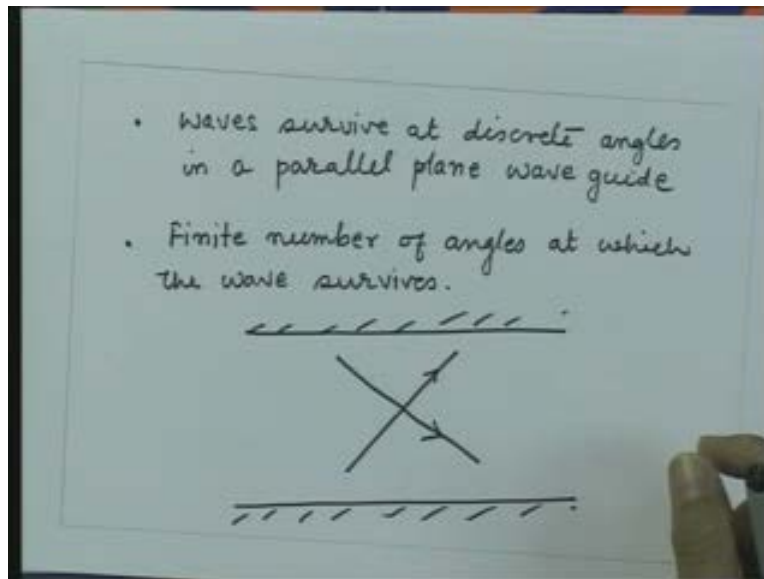 • Waves survive at discrete angles
in a parallel plane wave guide
• Finite number of angles at which
the wave survives.